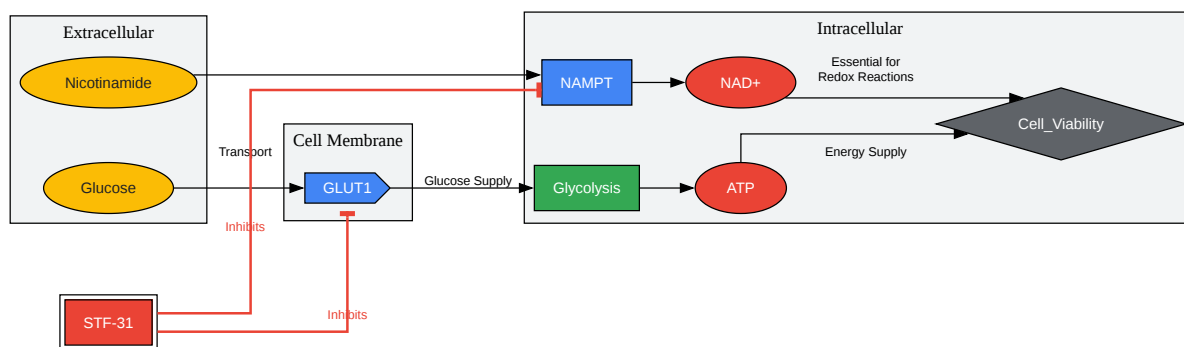 Extracellular
Intracellular
Nicotinamide
NAMPT
NAD+
Essential for
Redox Reactions
Cell_Viability
Transport
Cell Membrane
Energy Supply
Glucose
GLUT1
Glucose Supply
Glycolysis
ATP
Inhibits
STF-31
Inhibits